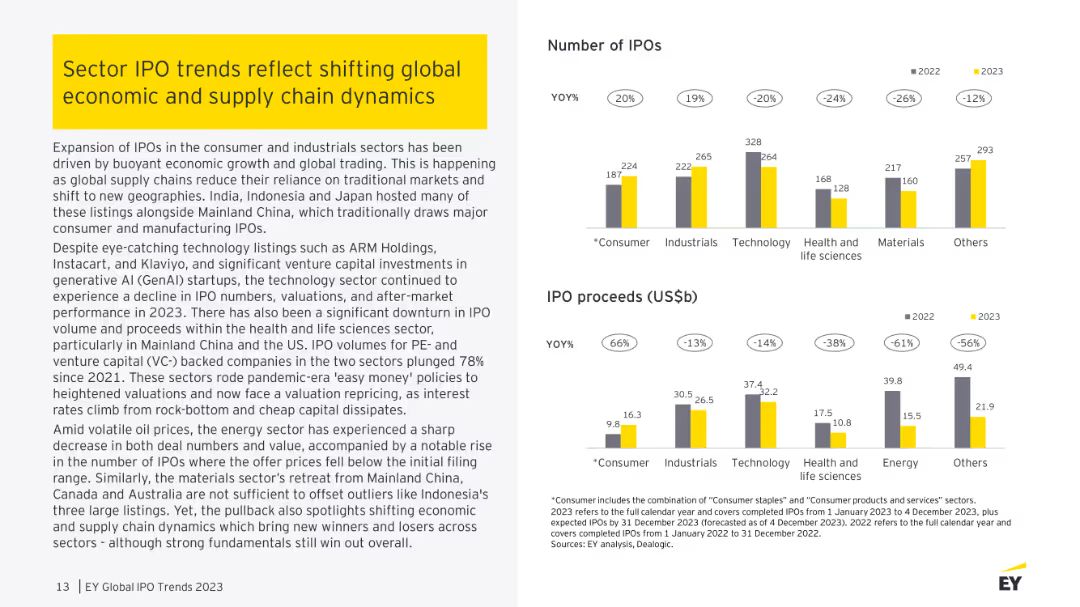 Sector IPO trends reflect shifting global
economic and supply chain dynamics
Expansion of IPOs in the consumer and industrials sectors has been
driven by buoyant economic growth and global trading. This is happening
as global supply chains reduce their reliance on traditional markets and
shift to new geographies. India, Indonesia and Japan hosted many of
these listings alongside Mainland China, which traditionally draws major
consumer and manufacturing IPOs.
Despite eye-catching technology listings such as ARM Holdings,
Instacart, and Klaviyo, and significant venture capital investments in
generative AI (GenAI) startups, the technology sector continued to
experience a decline in IPO numbers, valuations, and after-market
performance in 2023. There has also been a significant downturn in IPO
volume and proceeds within the health and life sciences sector,
particularly in Mainland China and the US. IPO volumes for PE- and
venture capital (VC-) backed companies in the two sectors plunged 78%
since 2021. These sectors rode pandemic-era 'easy money' policies to
heightened valuations and now face a valuation repricing, as interest
rates climb from rock-bottom and cheap capital dissipates.
Amid volatile oil prices, the energy sector has experienced a sharp
decrease in both deal numbers and value, accompanied by a notable rise
in the number of IPOs where the offer prices fell below the initial filing
range. Similarly, the materials sector's retreat from Mainland China,
Canada and Australia are not sufficient to offset outliers like Indonesia's
three large listings. Yet, the pullback also spotlights shifting economic
and supply chain dynamics which bring new winners and losers across
sectors - although strong fundamentals still win out overall.
13 | EY Global IPO Trends 2023
Number of IPOs
2022 2023
YOY% 20% 19% -20% -24% -26% -12%
187 224 222 265 328 264 168 128 217 160 257 293
*Consumer Industrials Technology Health and Materials Others
life sciences
IPO proceeds (US$b)
2022 2023
YOY% 66% -13% -14% -38% -61% -56%
9.8 16.3 30.5 26.5 37.4 32.2 17.5 10.8 39.8 15.5 49.4 21.9
*Consumer Industrials Technology Health and Energy Others
life sciences
*Consumer includes the combination of "Consumer staples" and "Consumer products and services" sectors.
2023 refers to the full calendar year and covers completed IPOs from 1 January 2023 to 4 December 2023, plus
expected IPOs by 31 December 2023 (forecasted as of 4 December 2023). 2022 refers to the full calendar year and
covers completed IPOs from 1 January 2022 to 31 December 2022.
Sources: EY analysis, Dealogic.
EY